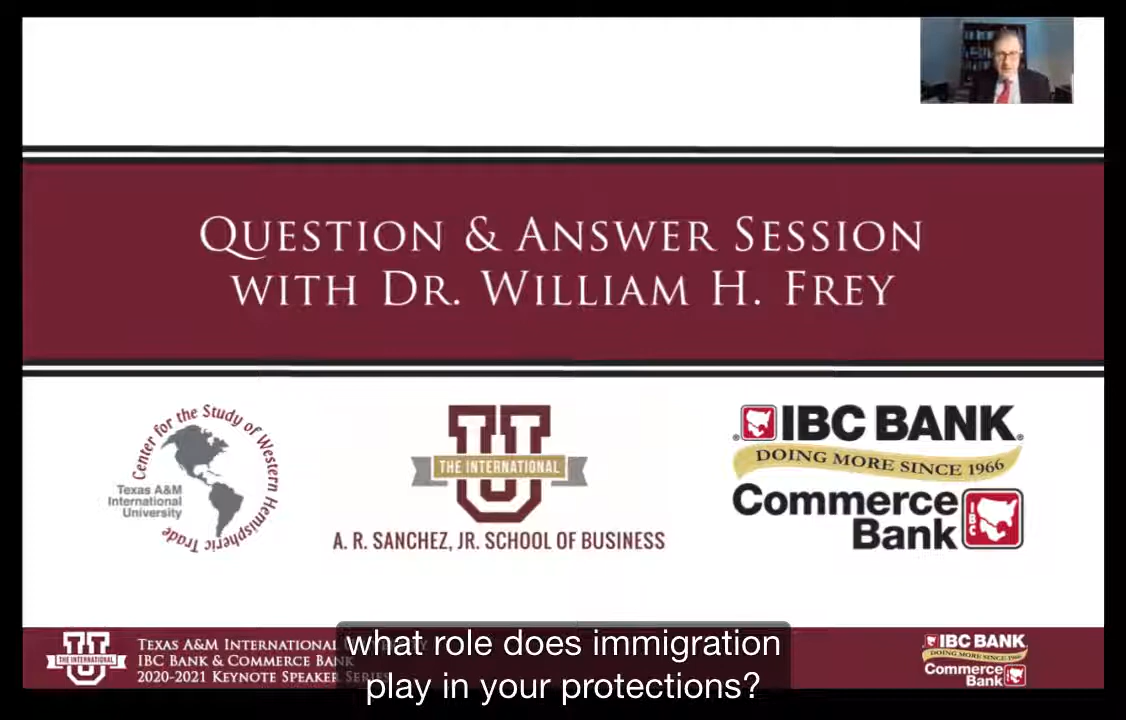 QUESTION & ANSWER SESSION
WITH DR. WILLIAM H. FREY
Center for the Study of Western Hemispheric Trade
Texas A&M
International
University
U
THE INTERNATIONAL
A. R. SANCHEZ, JR. SCHOOL OF BUSINESS
IBC BANK
DOING MORE SINCE 1966
Commerce
Bank
IBC
U
THE INTERNATIONAL
TEXAS A&M INTERNATIONAL UNIVERSITY
IBC BANK & COMMERCE BANK
2020-2021 KEYNOTE SPEAKER SERIES
what role does immigration
play in your protections?
IBC BANK
DOING MORE SINCE 1966
Commerce
Bank